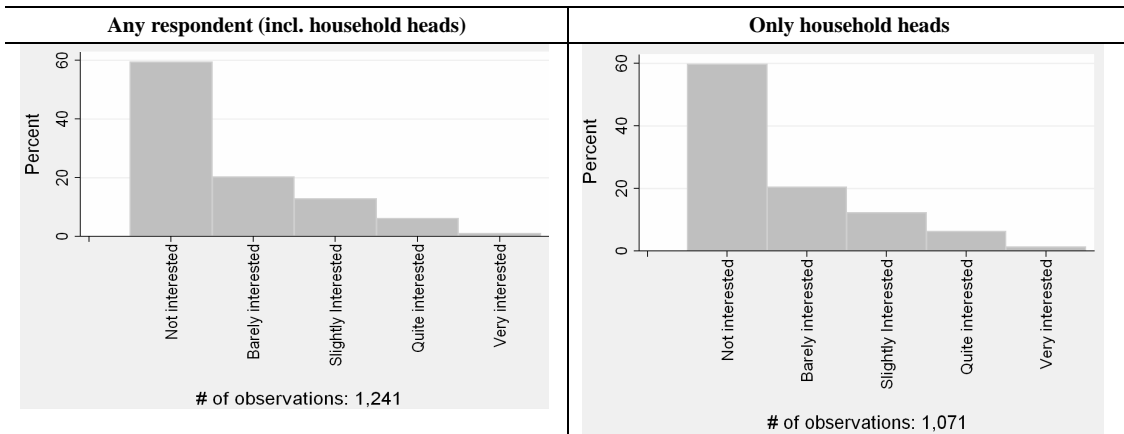 Any respondent (incl. household heads)
Only household heads
Percent
60
40
20
0
Not interested
Barely interested
Slightly Interested
Quite interested
Very interested
# of observations: 1,241
Percent
60
40
20
0
Not interested
Barely interested
Slightly Interested
Quite interested
Very interested
# of observations: 1,071